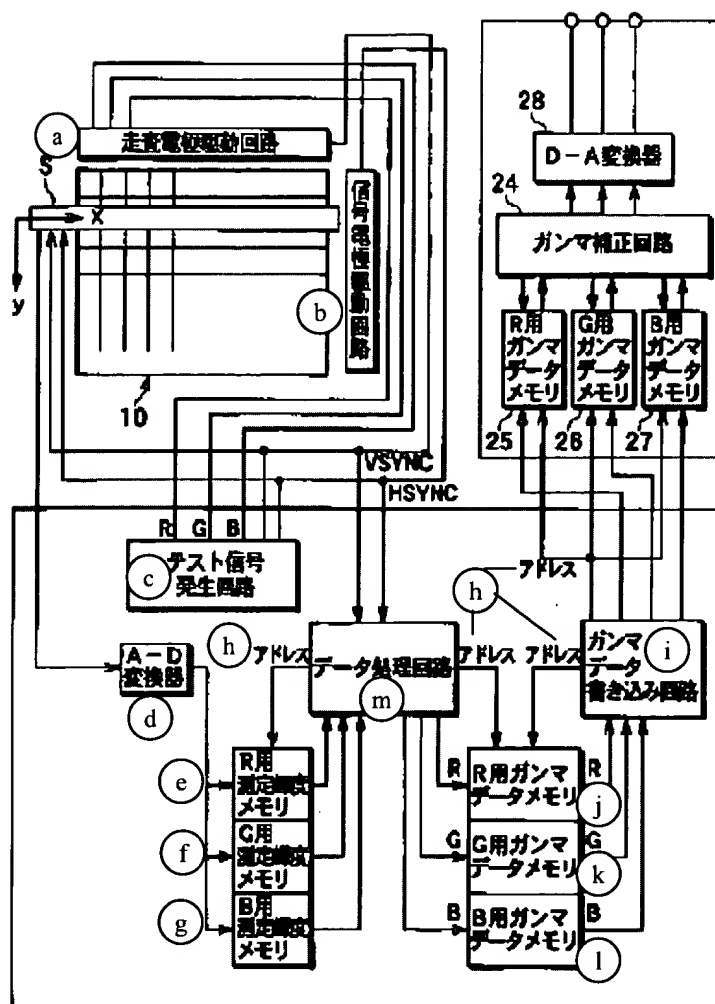 a
走査電極駆動回路
S
x
y
b
信号電極駆動回路
10
28
D-A変換器
24
ガンマ補正回路
R用
ガンマ
データ
メモリ
G用
ガンマ
データ
メモリ
B用
ガンマ
データ
メモリ
25
26
27
VSYNC
HSYNC
R
G
B
c
テスト信号
発生回路
h
アドレス
A-D
変換器
d
h
アドレス
データ処理回路
m
アドレス
アドレス
ガンマ
データ
書き込み回路
i
e
R用
測定輝度
メモリ
f
G用
測定輝度
メモリ
g
B用
測定輝度
メモリ
R
R用ガンマ
データメモリ
R
j
G
G用ガンマ
データメモリ
G
k
B
B用ガンマ
データメモリ
B
l